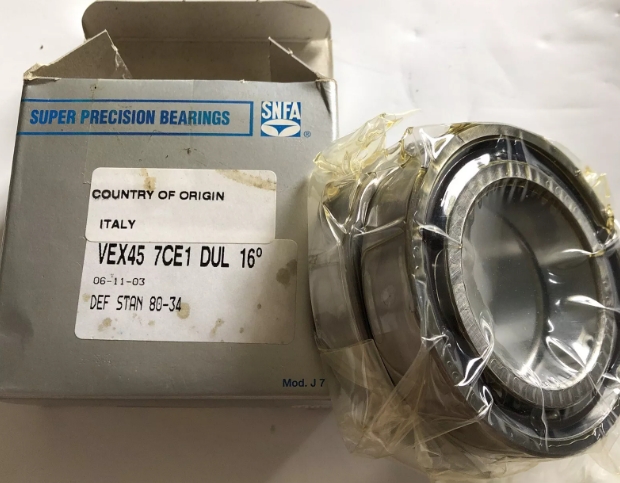 SUPER PRECISION BEARINGS
SNFA
®
COUNTRY OF ORIGIN
ITALY
VEX45 7CE1 DUL 16°
06-11-03
DEF STAN 80-34
Mod. J 7